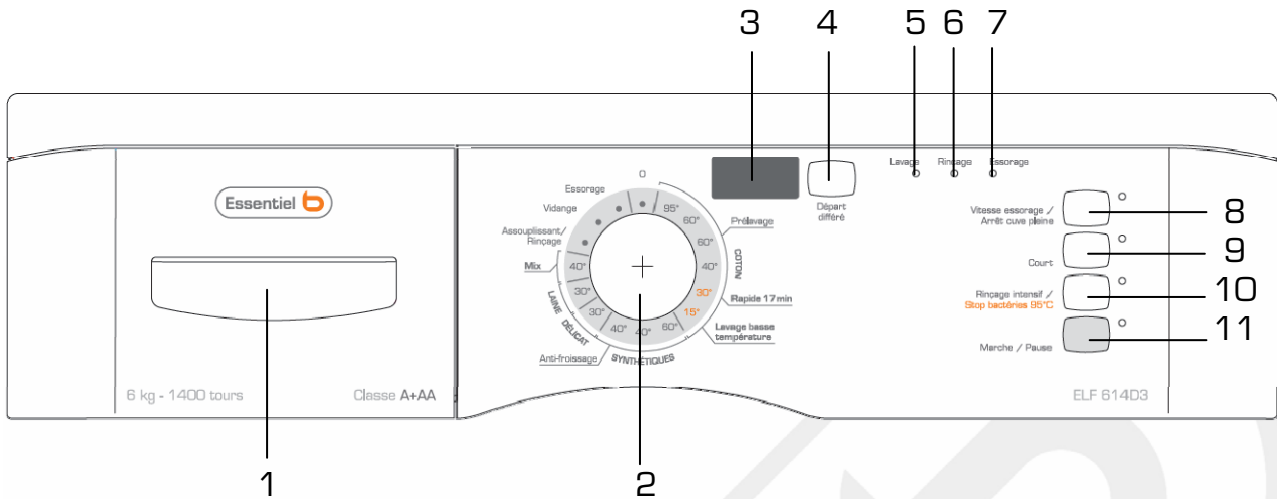 3 4 5 6 7
Lavage Rinçage Essorage
Essentiel b
Départ
différé
0
Essorage
Vidange
Assouplissant/
Rinçage
Mix
40°
30°
LAINE
30°
DÉLICAT
40°
Anti-froissage
40°
60°
SYNTHÉTIQUES
95°
60°
Prélavage
60°
40°
COTON
30°
Rapide 17 min
15°
Lavage basse
température
Vitesse essorage /
Arrêt cuve pleine
8
Court
9
Rinçage intensif /
Stop bactéries 95°C
10
Marche / Pause
11
6 kg - 1400 tours
Classe A+AA
ELF 614D3
1 2